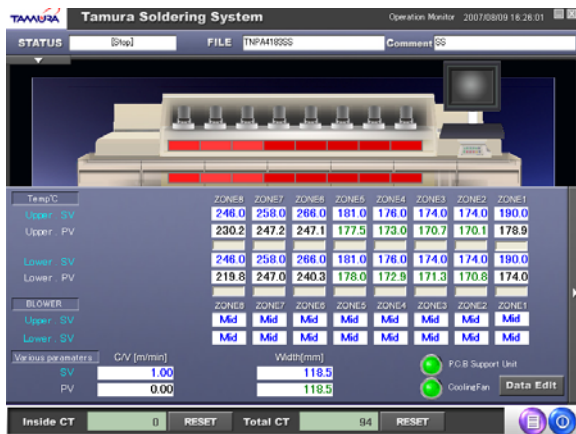 TAMURA Tamura Soldering System Operation Monitor 2007/08/09 16:26:01
STATUS [Stop] FILE TNPA4183SS Comment SS
Temp℃ ZONE8 ZONE7 ZONE6 ZONE5 ZONE4 ZONE3 ZONE2 ZONE1
Upper . SV 246.0 258.0 266.0 181.0 176.0 174.0 174.0 190.0
Upper . PV 230.2 247.2 247.1 177.5 173.0 170.7 170.1 178.9
Lower . SV 246.0 258.0 266.0 181.0 176.0 174.0 174.0 190.0
Lower . PV 219.8 247.0 240.3 178.0 172.9 171.3 170.8 174.0
BLOWER ZONE8 ZONE7 ZONE6 ZONE5 ZONE4 ZONE3 ZONE2 ZONE1
Upper . SV Mid Mid Mid Mid Mid Mid Mid Mid
Lower . SV Mid Mid Mid Mid Mid Mid Mid Mid
Various paramaters C/V [m/min] Width[mm]
SV 1.00 118.5 P.C.B Support Unit
PV 0.00 118.5 CoolingFan Data Edit
Inside CT 0 RESET Total CT 94 RESET